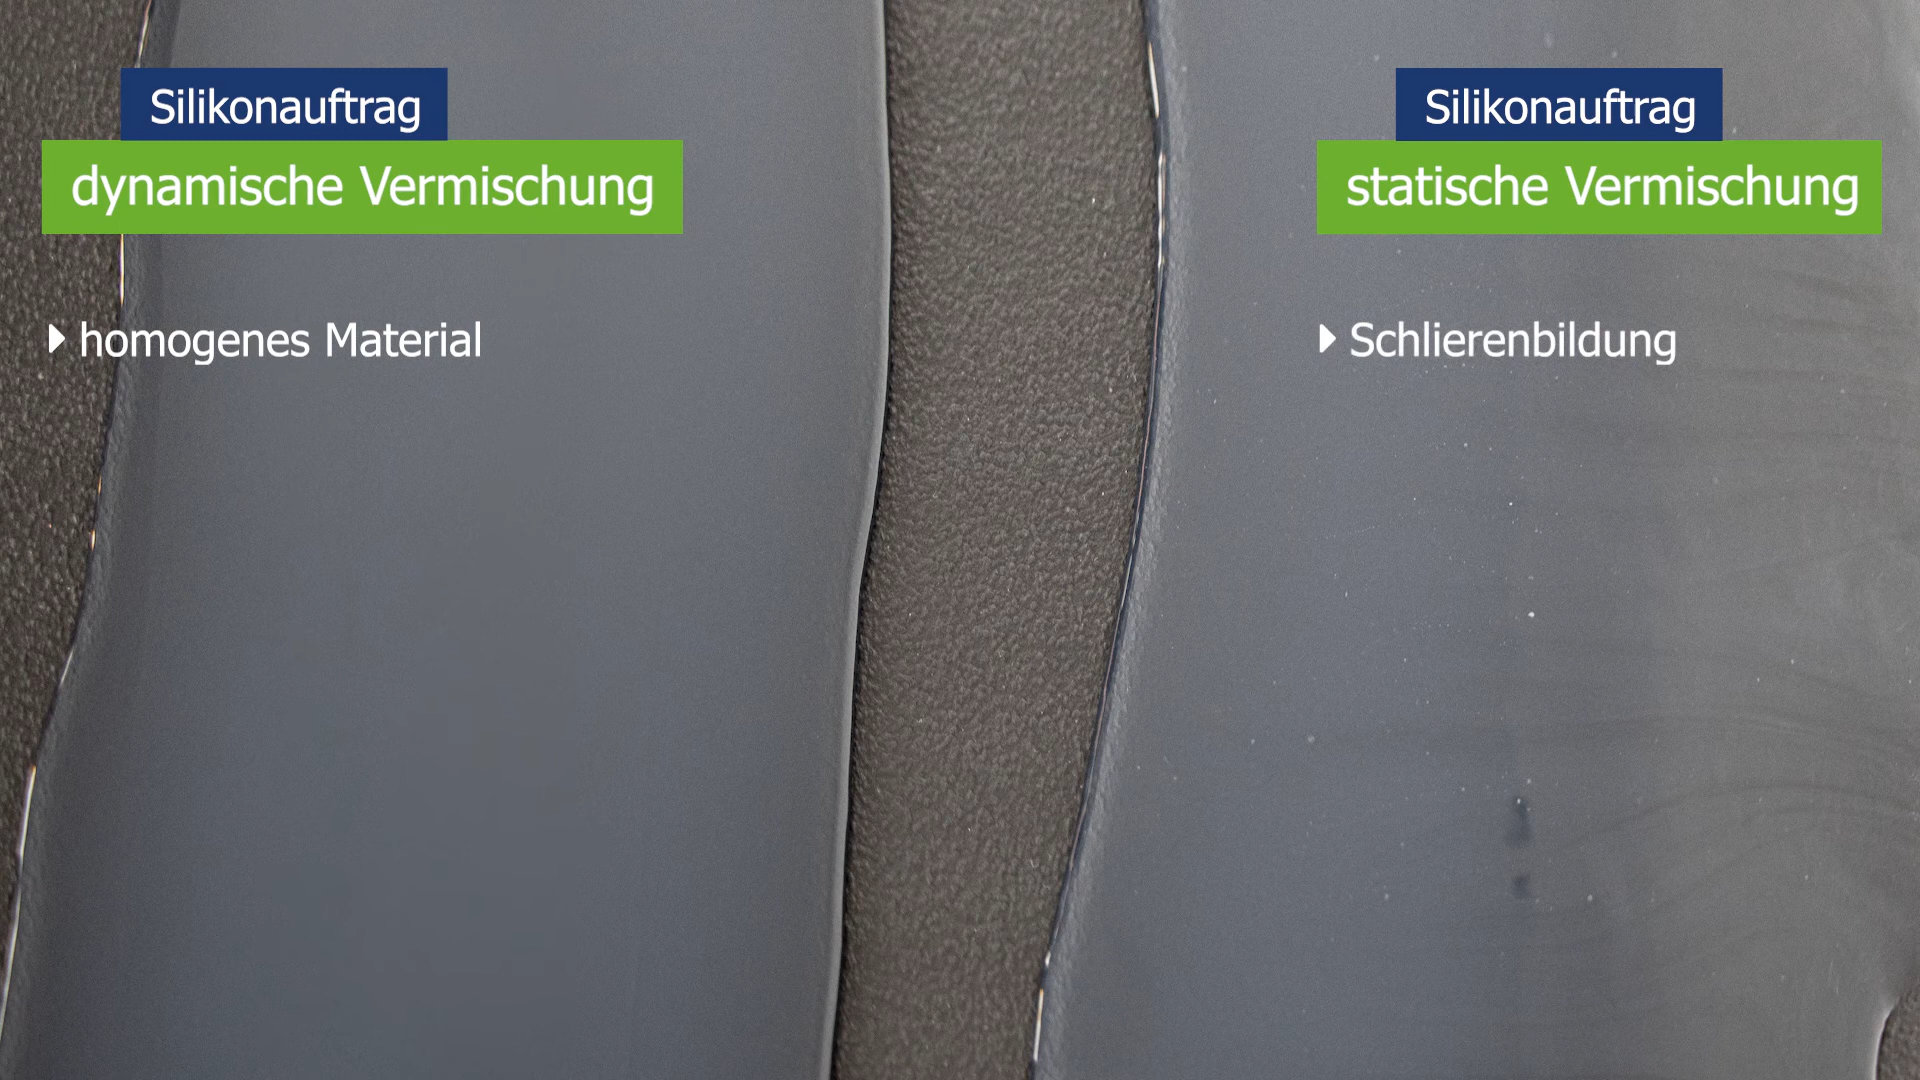 Silikonauftrag
dynamische Vermischung
homogenes Material
Silikonauftrag
statische Vermischung
Schlierenbildung